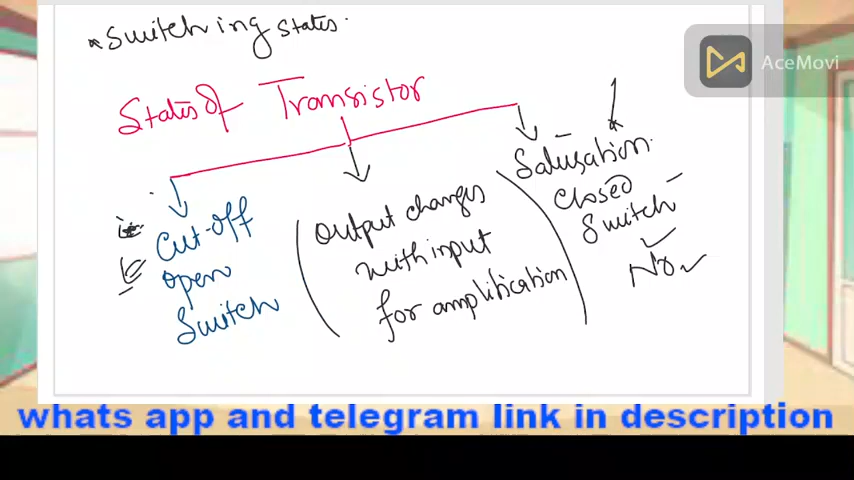 * Switching states.
AceMovi
States of Transistor
Cut-off
open
Switch
Output changes
with input
for amplification
Saturation
Closed
Switch
whats app and telegram link in description